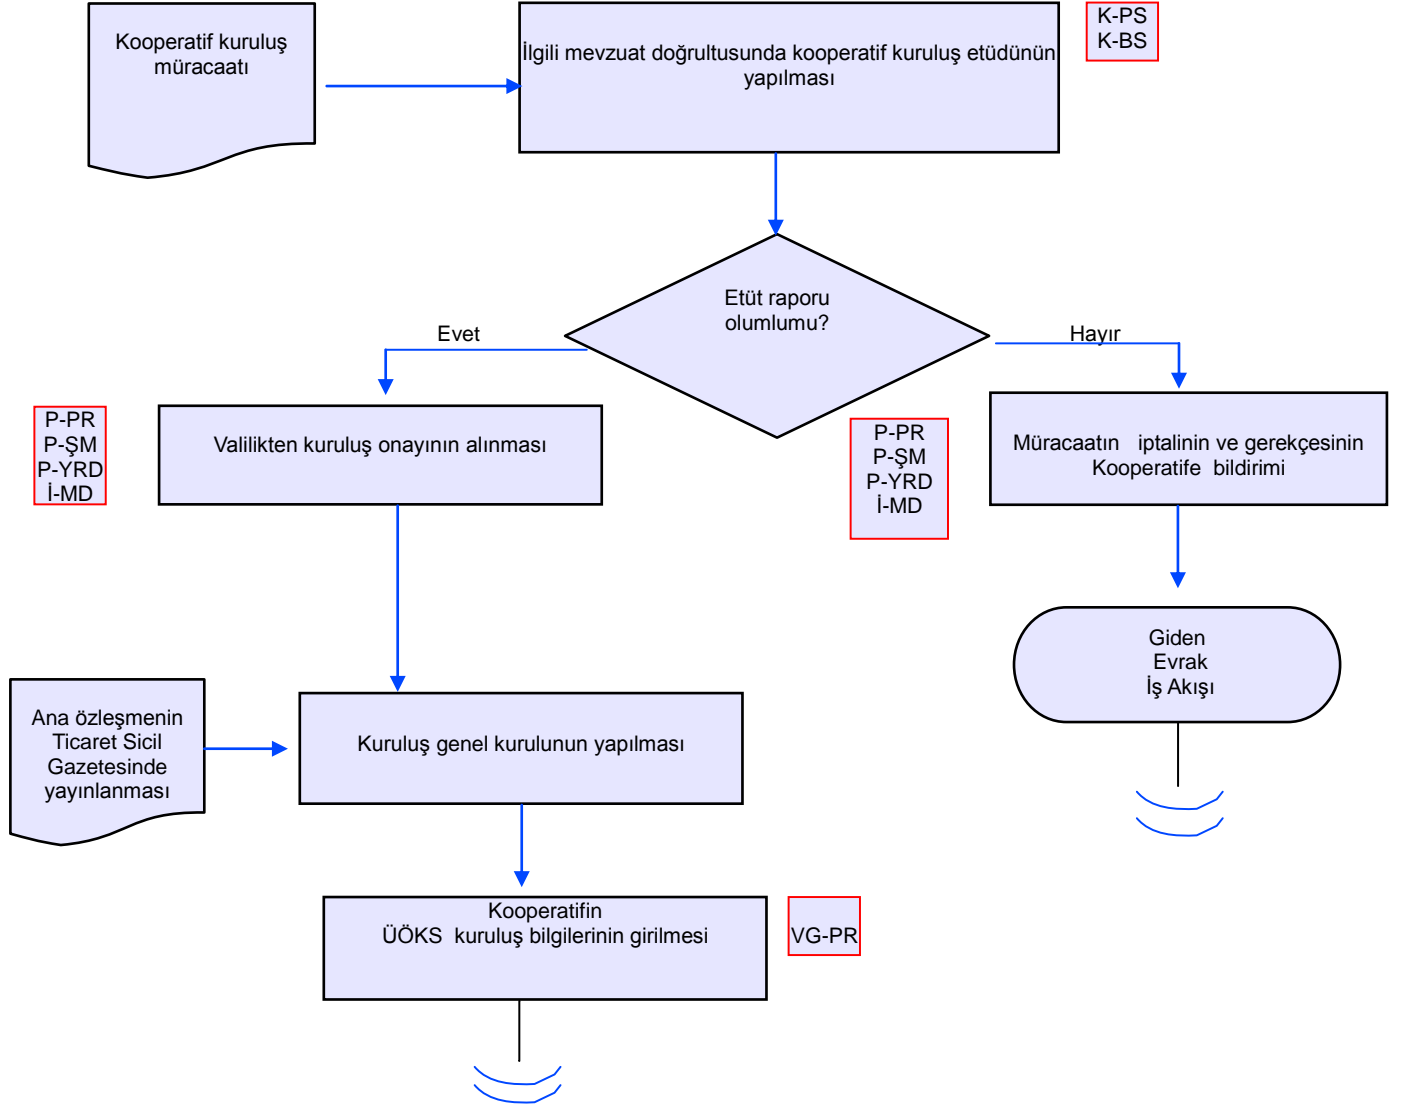 Kooperatif kuruluş
müracaatı
İlgili mevzuat doğrultusunda kooperatif kuruluş etüdünün
yapılması
K-PS
K-BS
Etüt raporu
olumlumu?
Evet
Hayır
P-PR
P-ŞM
P-YRD
İ-MD
Valilikten kuruluş onayının alınması
P-PR
P-ŞM
P-YRD
İ-MD
Müracaatın iptalinin ve gerekçesinin
Kooperatife bildirimi
Giden
Evrak
İş Akışı
Ana özleşmenin
Ticaret Sicil
Gazetesinde
yayınlanması
Kuruluş genel kurulunun yapılması
Kooperatifin
ÜÖKS kuruluş bilgilerinin girilmesi
VG-PR